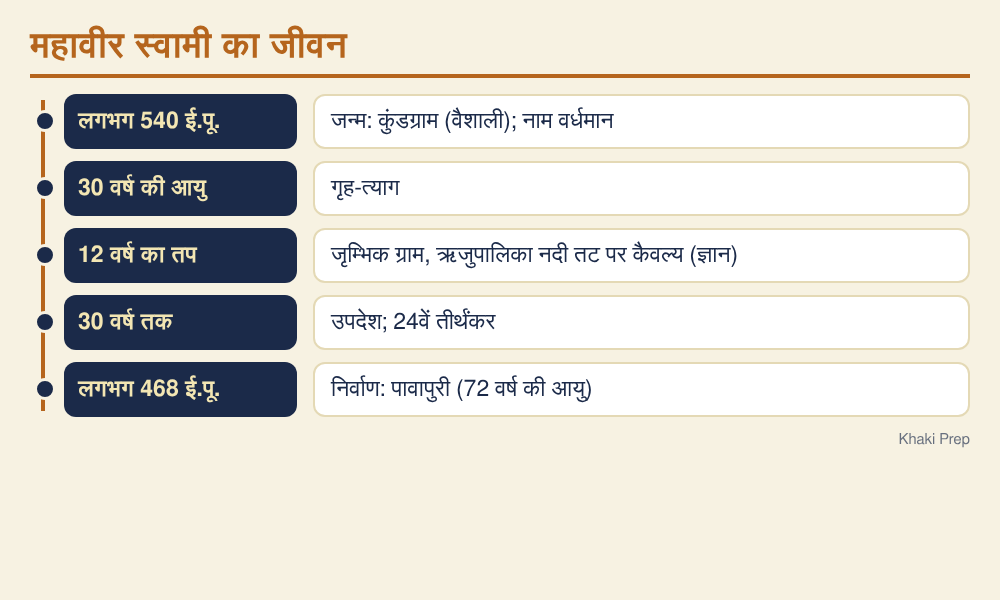 महावीर स्वामी का जीवन
लगभग 540 ई.पू. जन्म: कुंडग्राम (वैशाली); नाम वर्धमान
30 वर्ष की आयु गृह-त्याग
12 वर्ष का तप जृम्भिक ग्राम, ऋजुपालिका नदी तट पर कैवल्य (ज्ञान)
30 वर्ष तक उपदेश; 24वें तीर्थंकर
लगभग 468 ई.पू. निर्वाण: पावापुरी (72 वर्ष की आयु)
Khaki Prep